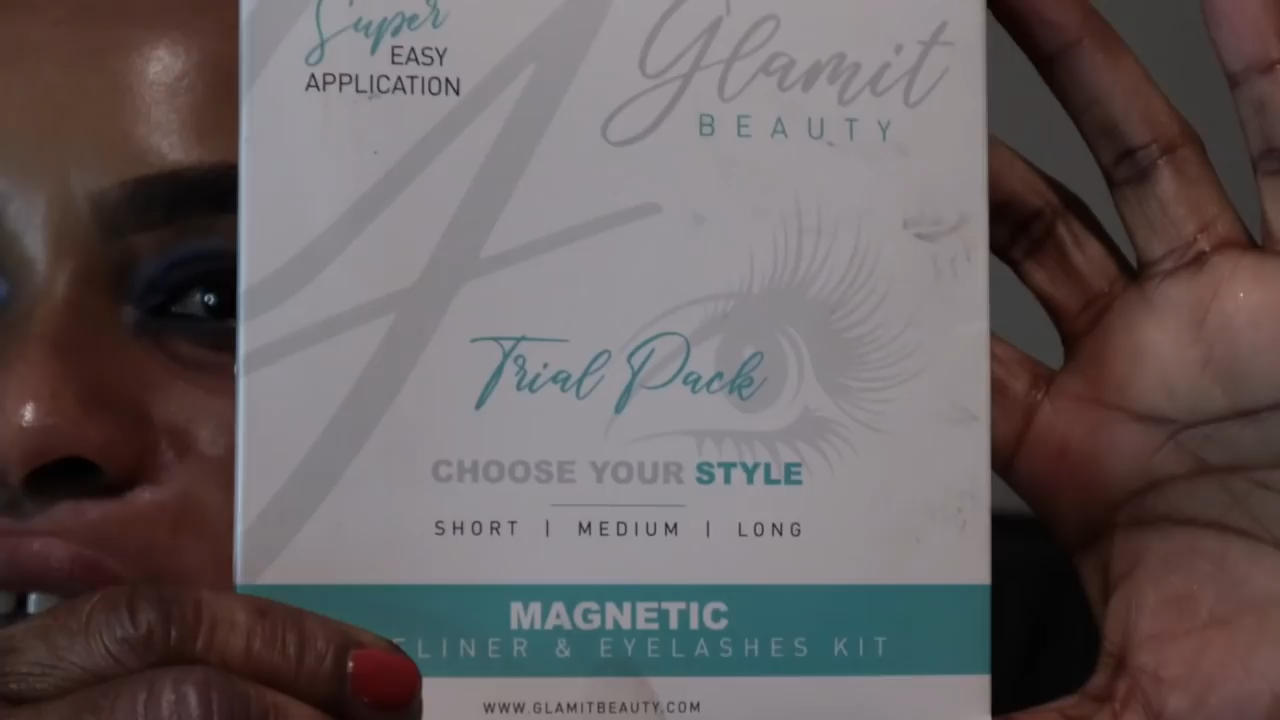 Super
EASY
APPLICATION
Glamit
BEAUTY
Trial Pack
CHOOSE YOUR STYLE
SHORT | MEDIUM | LONG
MAGNETIC
LINER & EYELASHES KIT
WWW.GLAMITBEAUTY.COM